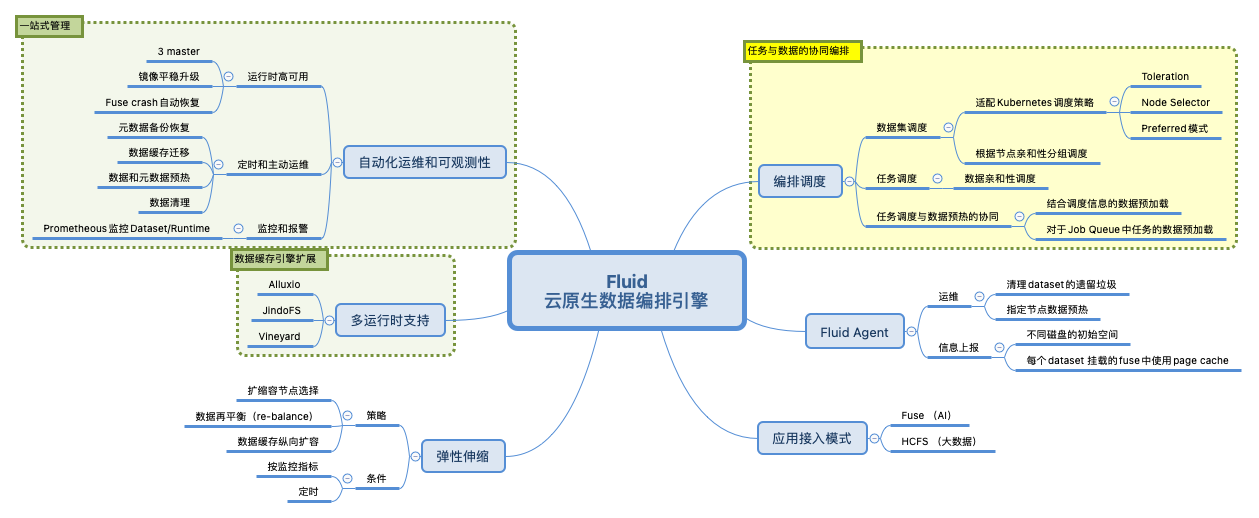 Fluid
云原生数据编排引擎
一站式管理
自动化运维和可观测性
运行时高可用
3 master
镜像平稳升级
Fuse crash 自动恢复
定时和主动运维
元数据备份恢复
数据缓存迁移
数据和元数据预热
数据清理
监控和报警
Prometheous 监控 Dataset/Runtime
数据缓存引擎扩展
多运行时支持
Alluxio
JindoFS
Vineyard
弹性伸缩
策略
扩缩容节点选择
数据再平衡（re-balance）
数据缓存纵向扩容
条件
按监控指标
定时
任务与数据的协同编排
编排调度
数据集调度
适配 Kubernetes 调度策略
Toleration
Node Selector
Preferred 模式
根据节点亲和性分组调度
任务调度
数据亲和性调度
任务调度与数据预热的协同
结合调度信息的数据预加载
对于 Job Queue 中任务的数据预加载
Fluid Agent
运维
清理 dataset 的遗留垃圾
指定节点数据预热
信息上报
不同磁盘的初始空间
每个 dataset 挂载的 fuse 中使用 page cache
应用接入模式
Fuse （AI）
HCFS （大数据）